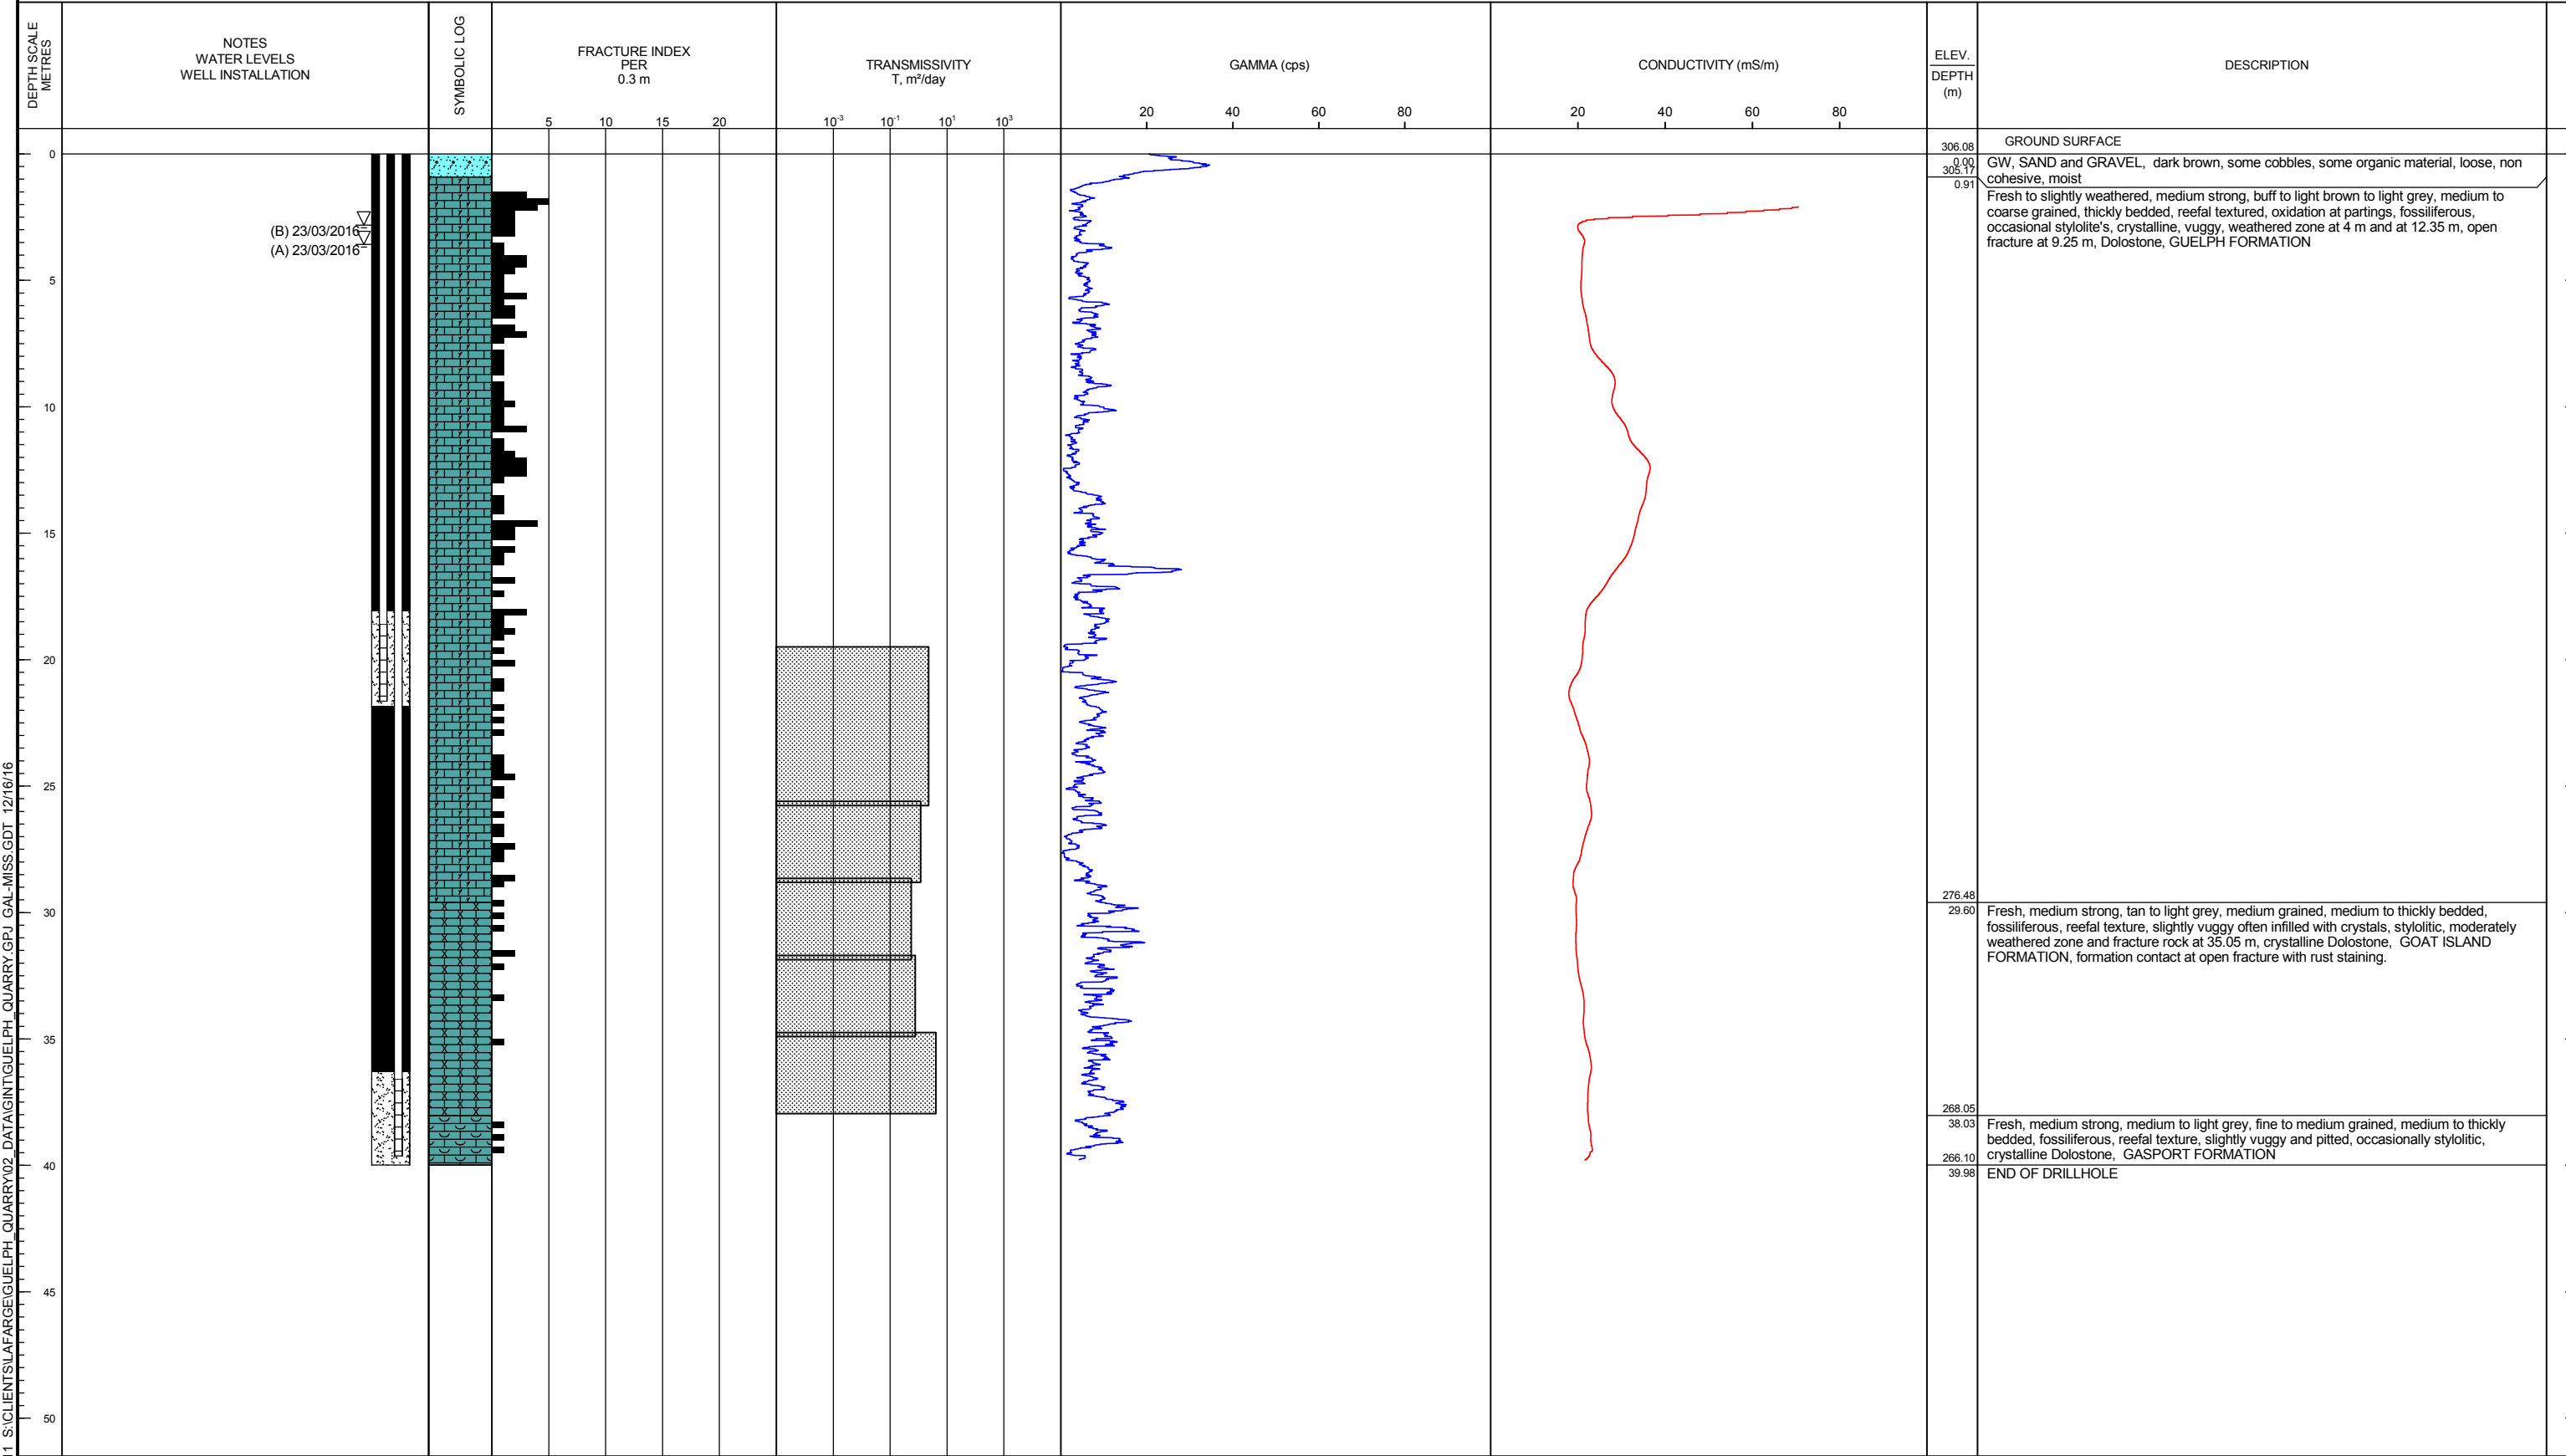 DEPTH SCALE
METRES
NOTES
WATER LEVELS
WELL INSTALLATION
SYMBOLIC LOG
FRACTURE INDEX
PER
0.3 m
5 10 15 20
TRANSMISSIVITY
T, m²/day
10⁻³ 10⁻¹ 10¹ 10³
GAMMA (cps)
20 40 60 80
CONDUCTIVITY (mS/m)
20 40 60 80
ELEV.
DEPTH
(m)
DESCRIPTION
0
5
10
15
20
25
30
35
40
45
50
(B) 23/03/2016
(A) 23/03/2016
GROUND SURFACE
306.08
0.00
GW, SAND and GRAVEL, dark brown, some cobbles, some organic material, loose, non
cohesive, moist
305.17
0.91
Fresh to slightly weathered, medium strong, buff to light brown to light grey, medium to
coarse grained, thickly bedded, reefal textured, oxidation at partings, fossiliferous,
occasional stylolite's, crystalline, vuggy, weathered zone at 4 m and at 12.35 m, open
fracture at 9.25 m, Dolostone, GUELPH FORMATION
276.48
29.60
Fresh, medium strong, tan to light grey, medium grained, medium to thickly bedded,
fossiliferous, reefal texture, slightly vuggy often infilled with crystals, stylolitic, moderately
weathered zone and fracture rock at 35.05 m, crystalline Dolostone, GOAT ISLAND
FORMATION, formation contact at open fracture with rust staining.
268.05
38.03
Fresh, medium strong, medium to light grey, fine to medium grained, medium to thickly
bedded, fossiliferous, reefal texture, slightly vuggy and pitted, occasionally stylolitic,
crystalline Dolostone, GASPORT FORMATION
266.10
39.98
END OF DRILLHOLE
S:\CLIENTS\LAFARGE\GUELPH_QUARRY\02_DATA\GINT\GUELPH_QUARRY.GPJ GAL-MISS.GDT 12/16/16